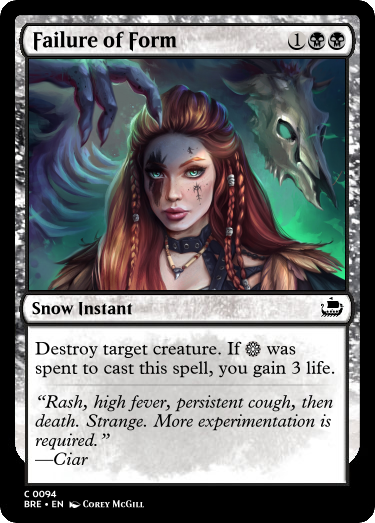 Failure of Form 1
Snow Instant
Destroy target creature. If was
spent to cast this spell, you gain 3 life.
“Rash, high fever, persistent cough, then
death. Strange. More experimentation is
required.”
—Ciar
C 0094
BRE • EN Corey McGill